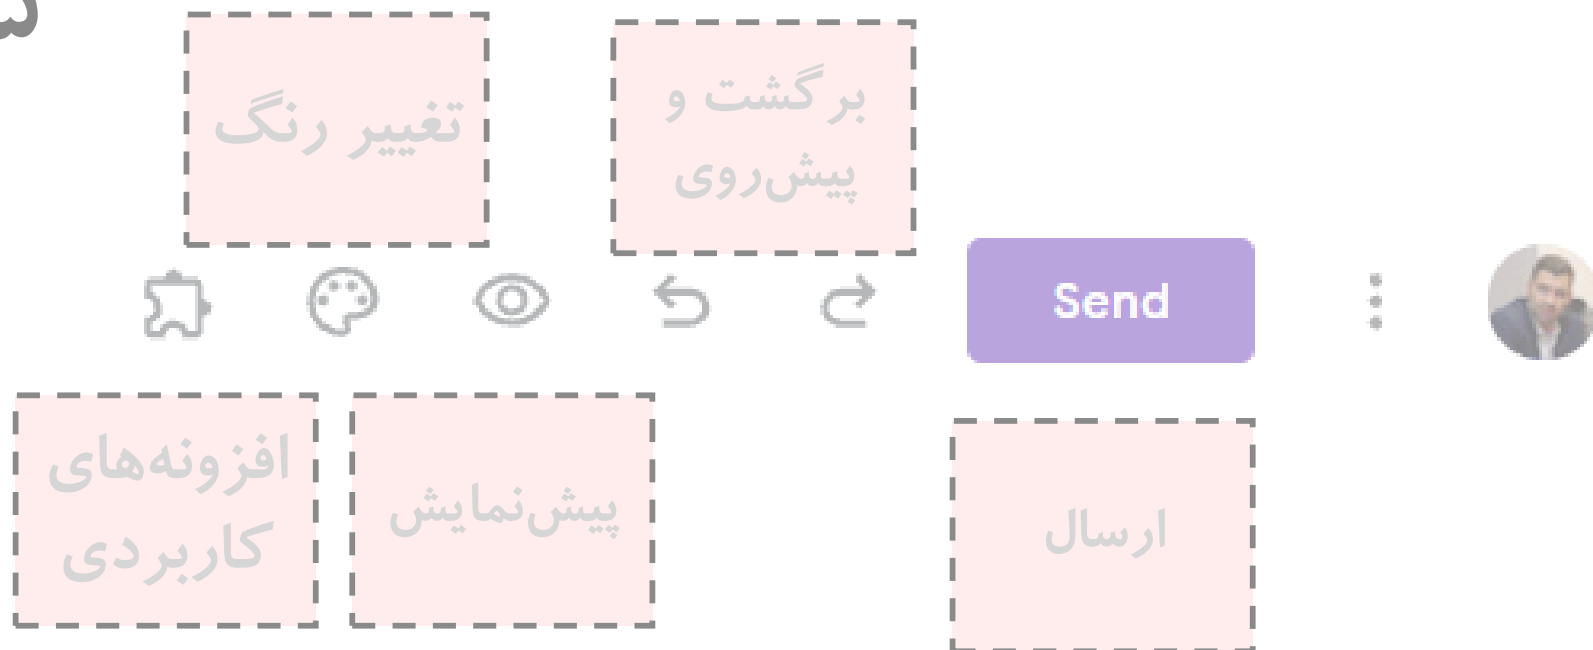 تغییر رنگ
برگشت و
پیش‌روی
Send
افزونه‌های
کاربردی
پیش‌نمایش
ارسال